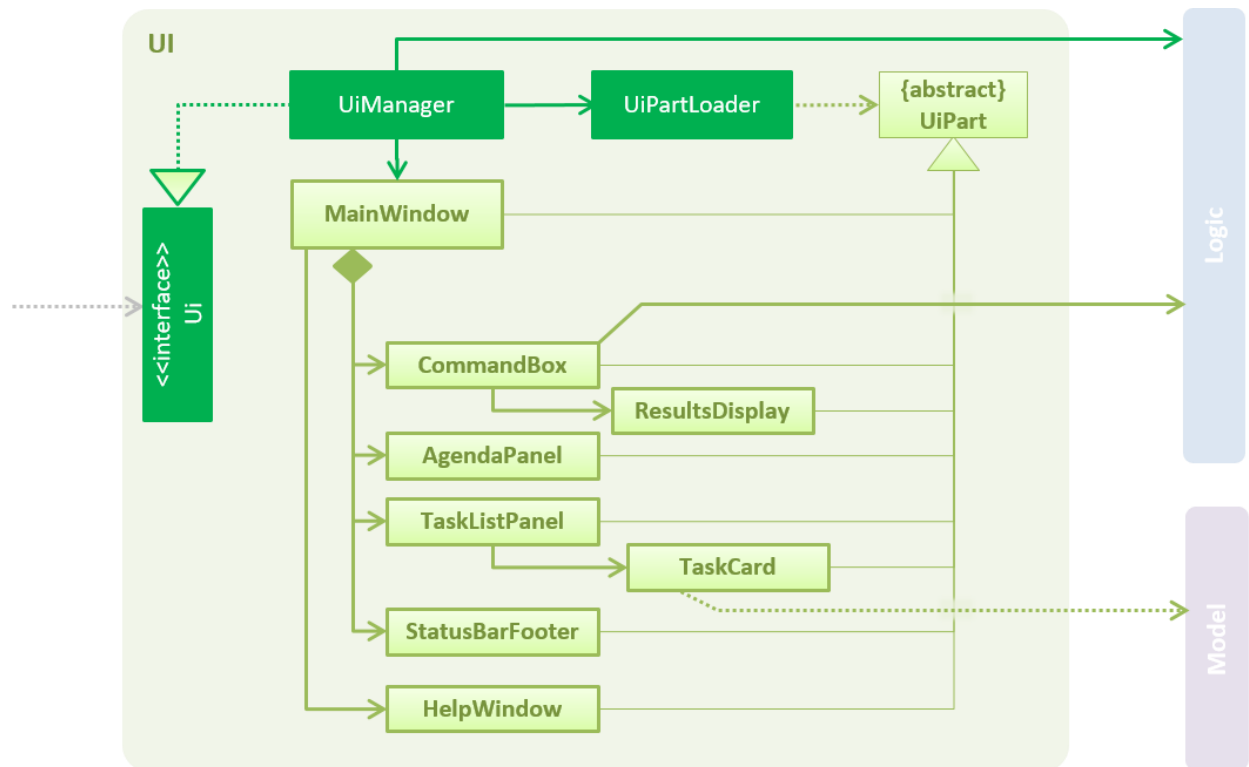 UI
UiManager
UiPartLoader
{abstract}
UiPart
MainWindow
<<interface>>
Ui
Logic
CommandBox
ResultsDisplay
AgendaPanel
TaskListPanel
TaskCard
StatusBarFooter
HelpWindow
Model